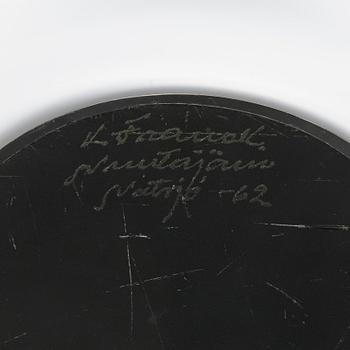 K Franck.
Nuutajärvi
Notsjö -62